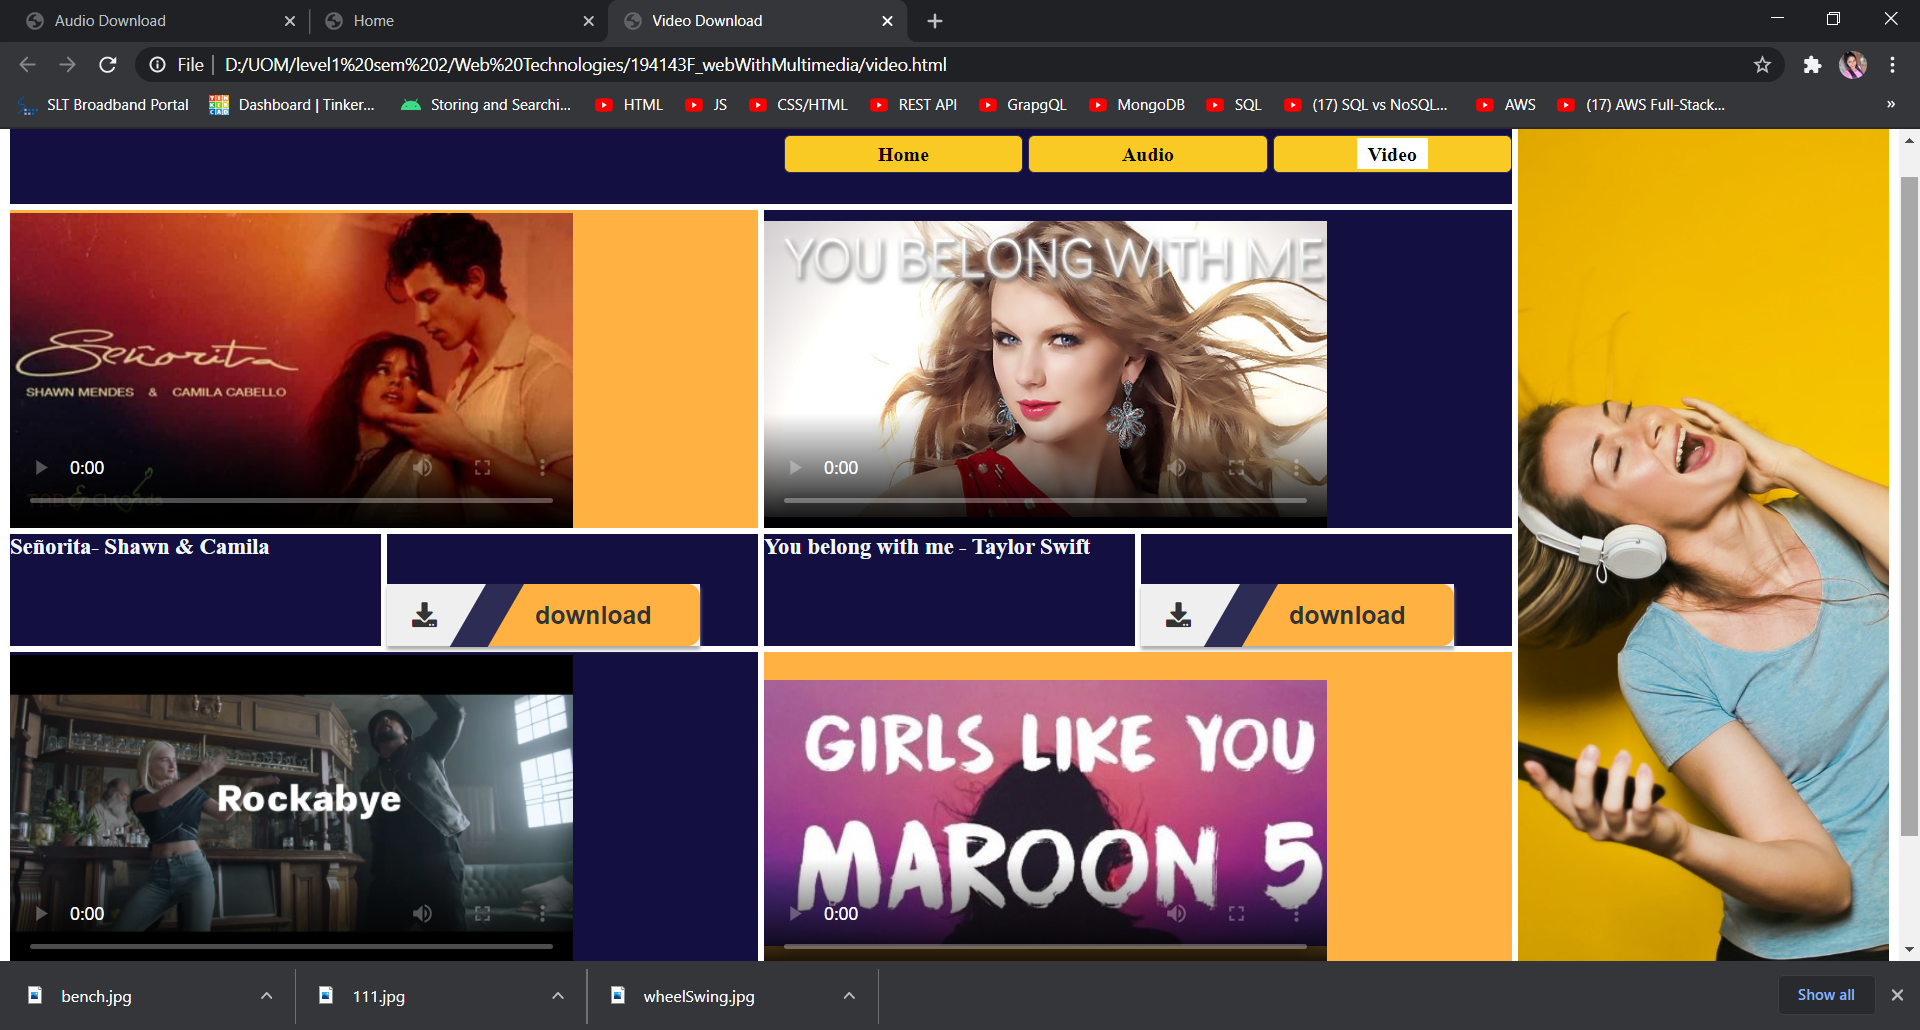 Audio Download
Home
Video Download
File
D:/UOM/level1%20sem%202/Web%20Technologies/194143F_webWithMultimedia/video.html
SLT Broadband Portal
Dashboard | Tinker...
Storing and Searchi...
HTML
JS
CSS/HTML
REST API
GrapgQL
MongoDB
SQL
(17) SQL vs NoSQL...
AWS
(17) AWS Full-Stack...
»
Home
Audio
Video
Señorita
SHAWN MENDES & CAMILA CABELLO
TAB & Chords
0:00
YOU BELONG WITH ME
0:00
Señorita- Shawn & Camila
download
You belong with me - Taylor Swift
download
Rockabye
0:00
GIRLS LIKE YOU
MAROON 5
0:00
bench.jpg
111.jpg
wheelSwing.jpg
Show all